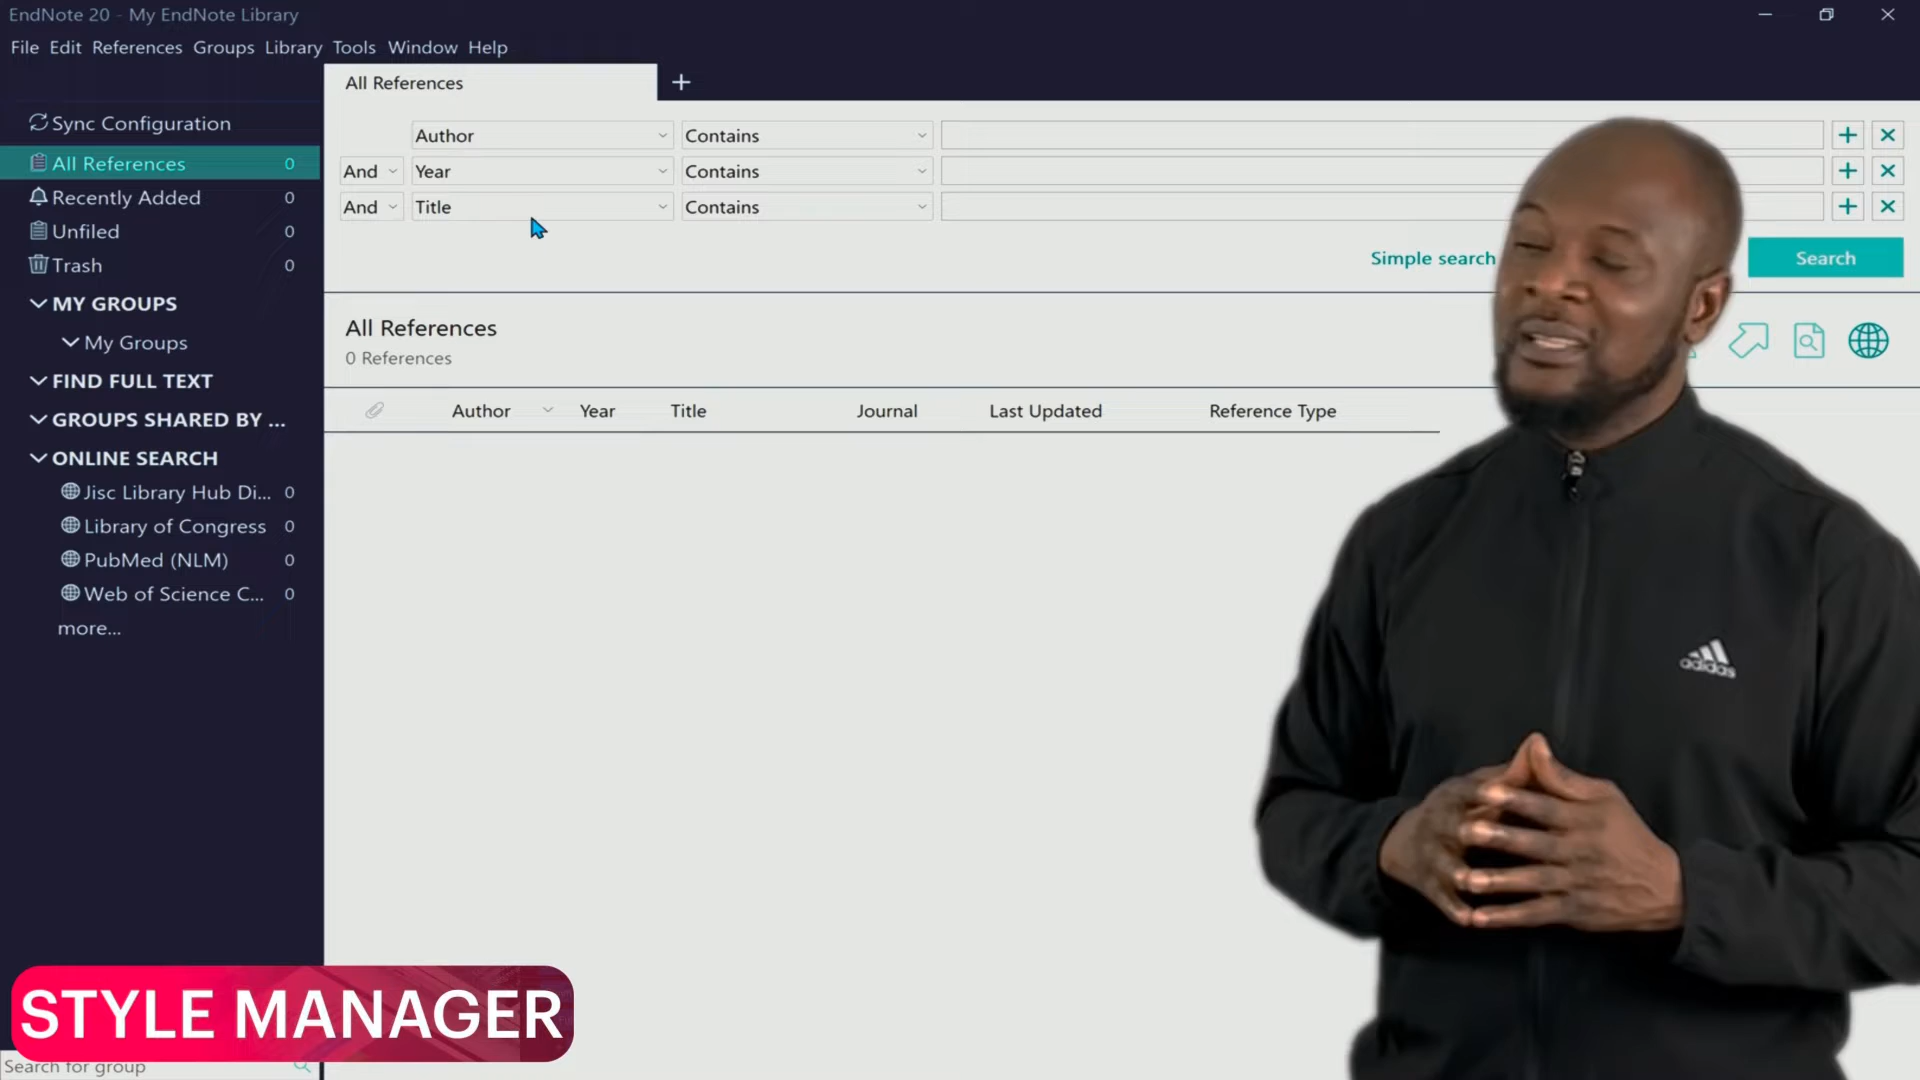 EndNote 20 - My EndNote Library
File Edit References Groups Library Tools Window Help
All References
Sync Configuration
All References 0
Recently Added 0
Unfiled 0
Trash 0
MY GROUPS
My Groups
FIND FULL TEXT
GROUPS SHARED BY ...
ONLINE SEARCH
Jisc Library Hub Di... 0
Library of Congress 0
PubMed (NLM) 0
Web of Science C... 0
more...
Search for group
Author Contains
And Year Contains
And Title Contains
Simple search
Search
All References
0 References
Author Year Title Journal Last Updated Reference Type
adidas
STYLE MANAGER